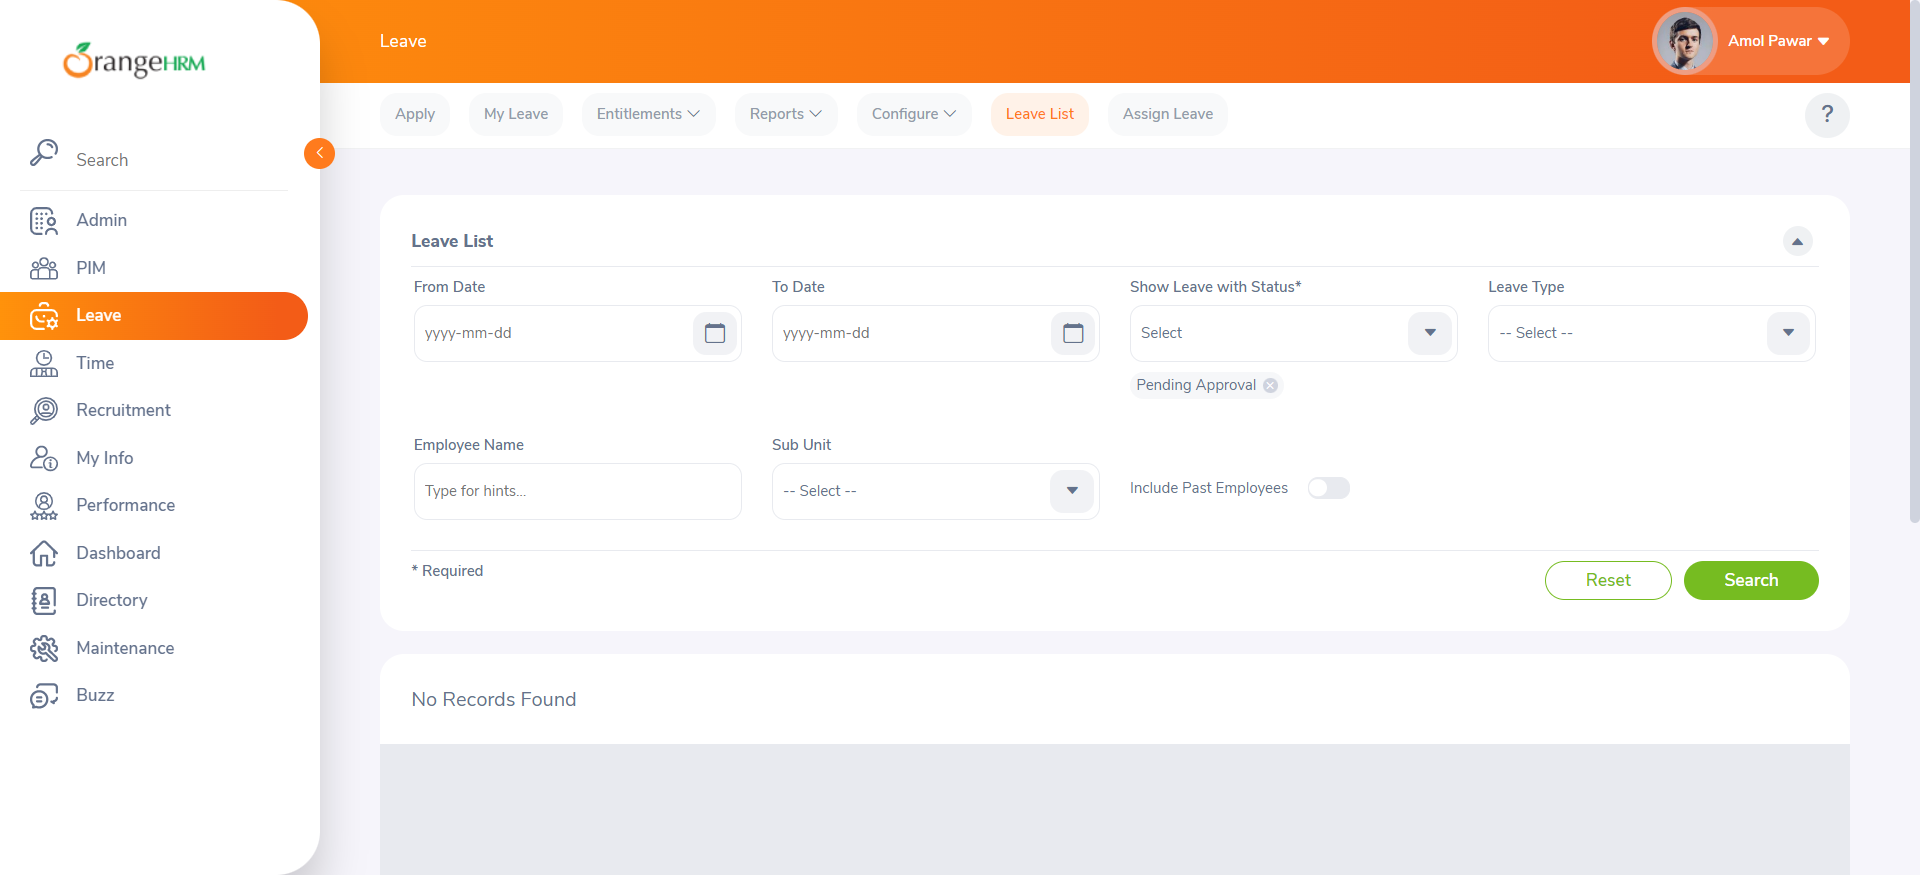 OrangeHRM
Leave
Amol Pawar
Apply
My Leave
Entitlements
Reports
Configure
Leave List
Assign Leave
?
Search
Admin
PIM
Leave
Time
Recruitment
My Info
Performance
Dashboard
Directory
Maintenance
Buzz
Leave List
From Date
To Date
Show Leave with Status*
Leave Type
yyyy-mm-dd
yyyy-mm-dd
Select
-- Select --
Pending Approval
Employee Name
Sub Unit
Type for hints...
-- Select --
Include Past Employees
* Required
Reset
Search
No Records Found